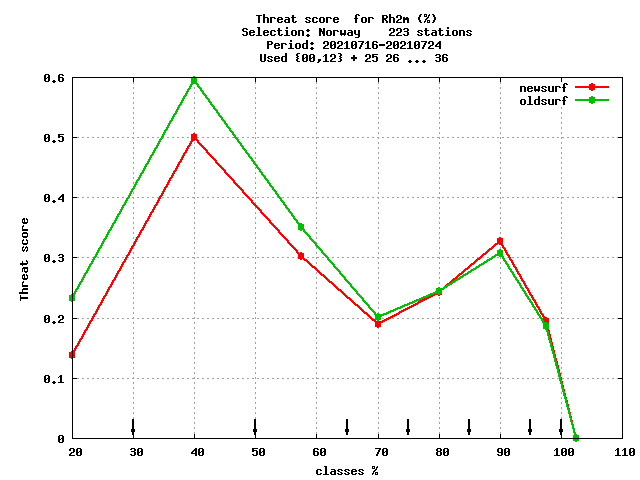 Threat score  for Rh2m (%)
Selection: Norway    223 stations
Period: 20210716-20210724
Used {00,12} + 25 26 ... 36
newsurf
oldsurf
0.6
0.5
0.4
0.3
0.2
0.1
0
Threat score
20 30 40 50 60 70 80 90 100 110
classes %